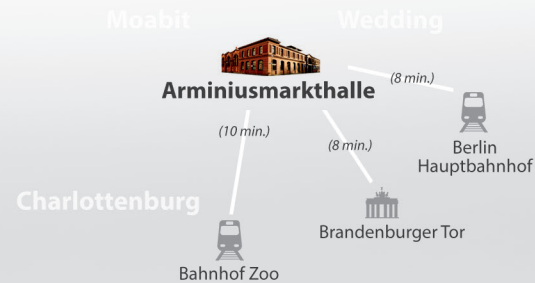 Moabit
Wedding
Arminiusmarkthalle
(8 min.)
(10 min.)
(8 min.)
Berlin
Hauptbahnhof
Charlottenburg
Brandenburger Tor
Bahnhof Zoo